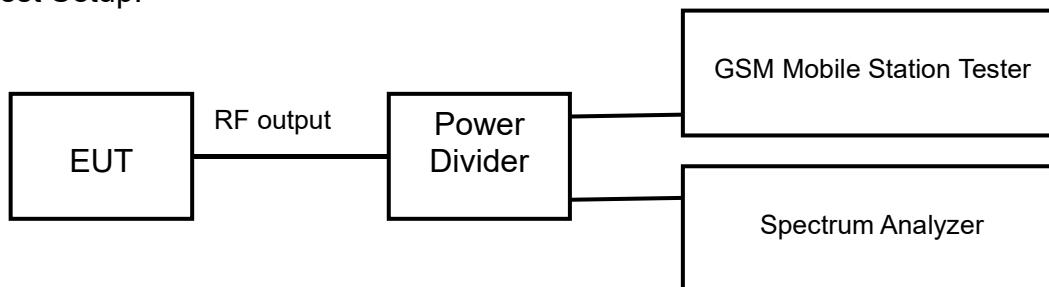 GSM Mobile Station Tester
EUT
RF output
Power
Divider
Spectrum Analyzer